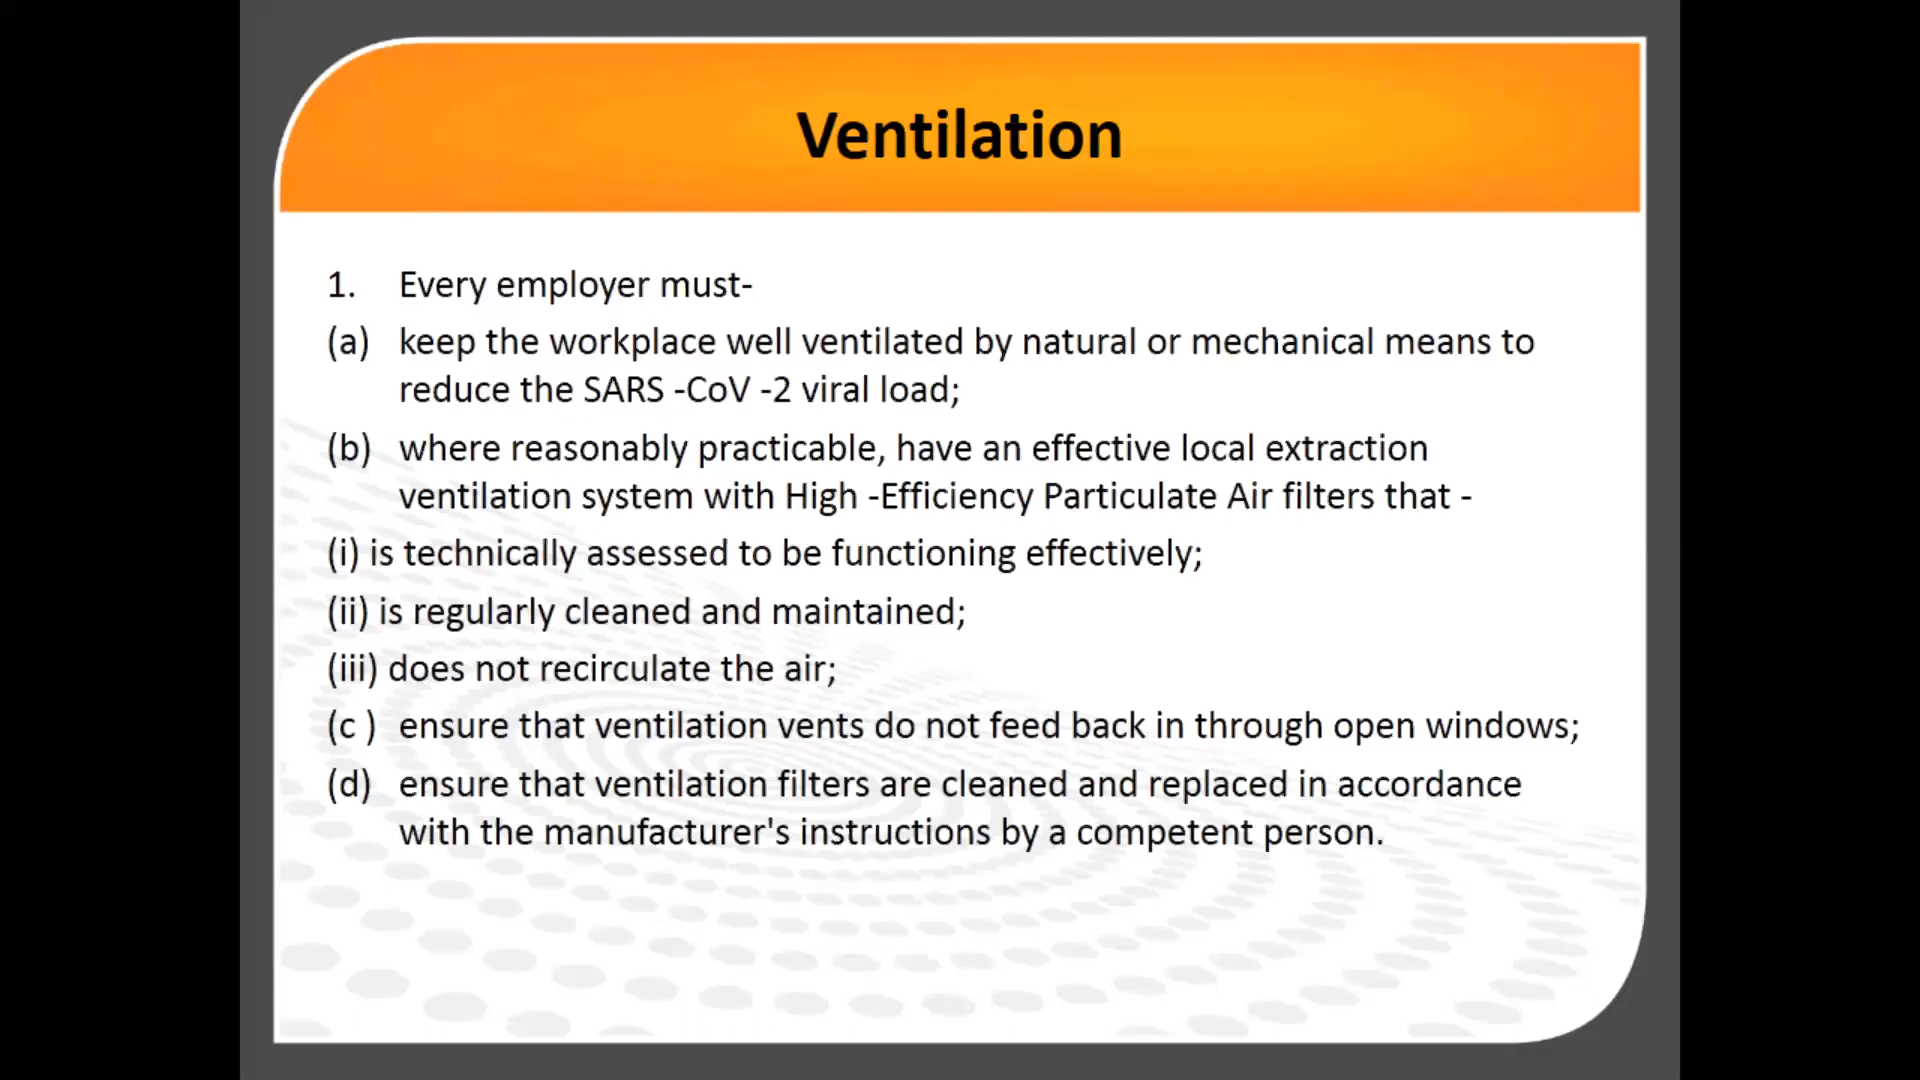 Ventilation
1. Every employer must-
(a) keep the workplace well ventilated by natural or mechanical means to
reduce the SARS -CoV -2 viral load;
(b) where reasonably practicable, have an effective local extraction
ventilation system with High -Efficiency Particulate Air filters that -
(i) is technically assessed to be functioning effectively;
(ii) is regularly cleaned and maintained;
(iii) does not recirculate the air;
(c ) ensure that ventilation vents do not feed back in through open windows;
(d) ensure that ventilation filters are cleaned and replaced in accordance
with the manufacturer's instructions by a competent person.